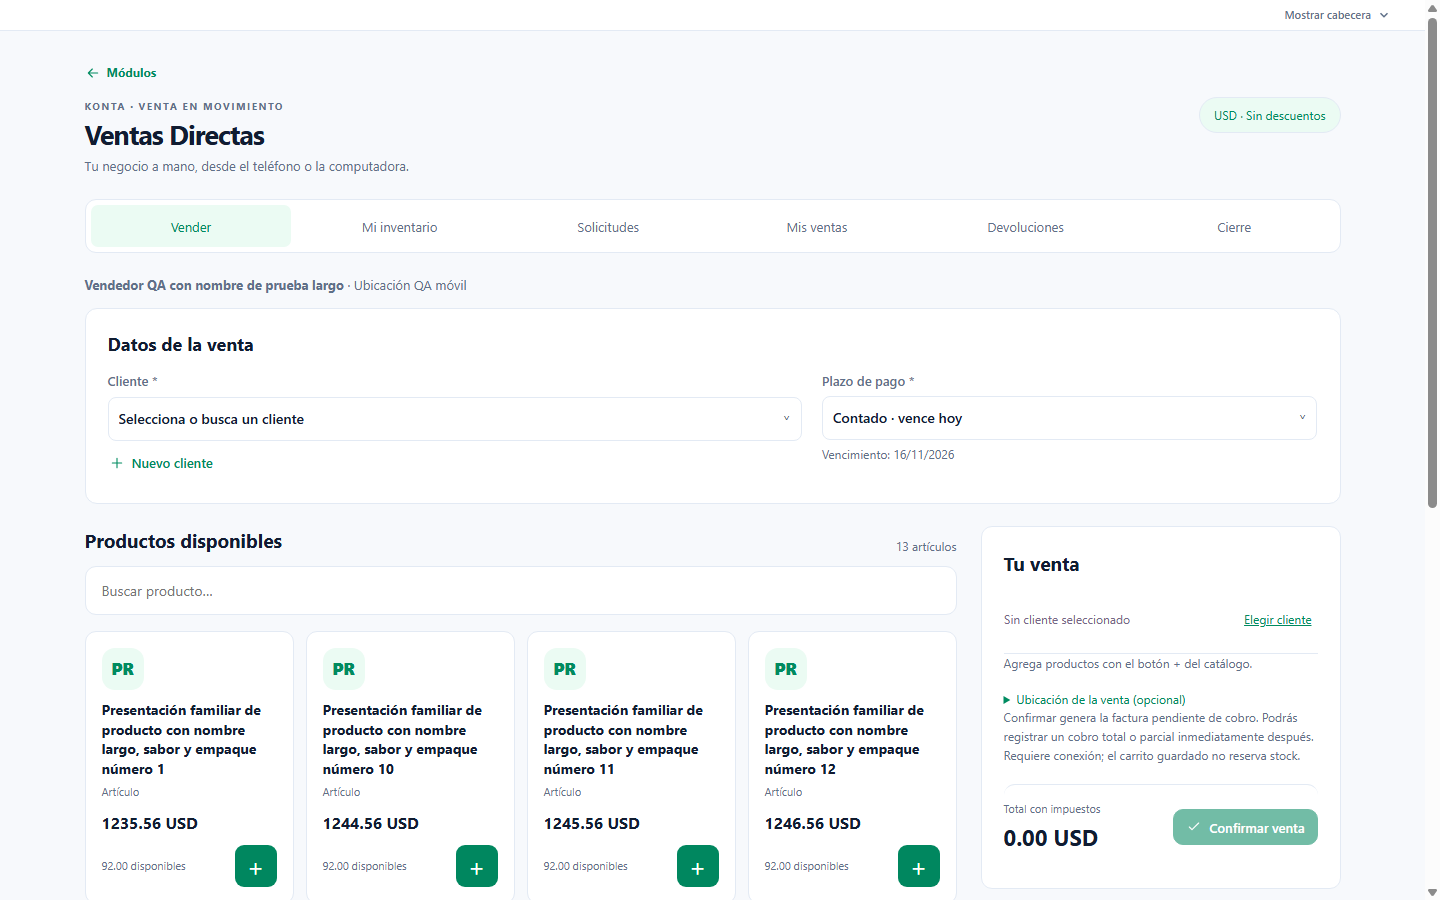 Mostrar cabecera
Módulos
KONTA · VENTA EN MOVIMIENTO
Ventas Directas
Tu negocio a mano, desde el teléfono o la computadora.
USD · Sin descuentos
Vender
Mi inventario
Solicitudes
Mis ventas
Devoluciones
Cierre
Vendedor QA con nombre de prueba largo · Ubicación QA móvil
Datos de la venta
Cliente *
Selecciona o busca un cliente
Nuevo cliente
Plazo de pago *
Contado · vence hoy
Vencimiento: 16/11/2026
Productos disponibles
13 artículos
Buscar producto...
PR
Presentación familiar de
producto con nombre
largo, sabor y empaque
número 1
Artículo
1235.56 USD
92.00 disponibles
+
PR
Presentación familiar de
producto con nombre
largo, sabor y empaque
número 10
Artículo
1244.56 USD
92.00 disponibles
+
PR
Presentación familiar de
producto con nombre
largo, sabor y empaque
número 11
Artículo
1245.56 USD
92.00 disponibles
+
PR
Presentación familiar de
producto con nombre
largo, sabor y empaque
número 12
Artículo
1246.56 USD
92.00 disponibles
+
Tu venta
Sin cliente seleccionado
Elegir cliente
Agrega productos con el botón + del catálogo.
Ubicación de la venta (opcional)
Confirmar genera la factura pendiente de cobro. Podrás
registrar un cobro total o parcial inmediatamente después.
Requiere conexión; el carrito guardado no reserva stock.
Total con impuestos
0.00 USD
Confirmar venta